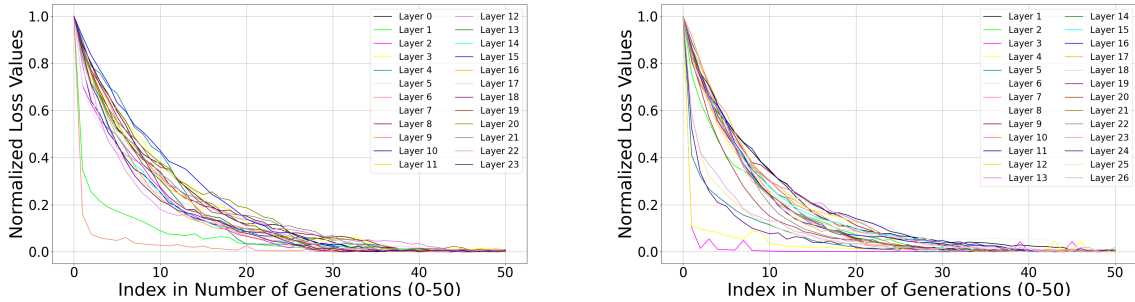 1.0
0.8
0.6
0.4
0.2
0.0
0 10 20 30 40 50
Normalized Loss Values
Index in Number of Generations (0-50)
Layer 0
Layer 1
Layer 2
Layer 3
Layer 4
Layer 5
Layer 6
Layer 7
Layer 8
Layer 9
Layer 10
Layer 11
Layer 12
Layer 13
Layer 14
Layer 15
Layer 16
Layer 17
Layer 18
Layer 19
Layer 20
Layer 21
Layer 22
Layer 23
1.0
0.8
0.6
0.4
0.2
0.0
0 10 20 30 40 50
Normalized Loss Values
Index in Number of Generations (0-50)
Layer 1
Layer 2
Layer 3
Layer 4
Layer 5
Layer 6
Layer 7
Layer 8
Layer 9
Layer 10
Layer 11
Layer 12
Layer 13
Layer 14
Layer 15
Layer 16
Layer 17
Layer 18
Layer 19
Layer 20
Layer 21
Layer 22
Layer 23
Layer 24
Layer 25
Layer 26